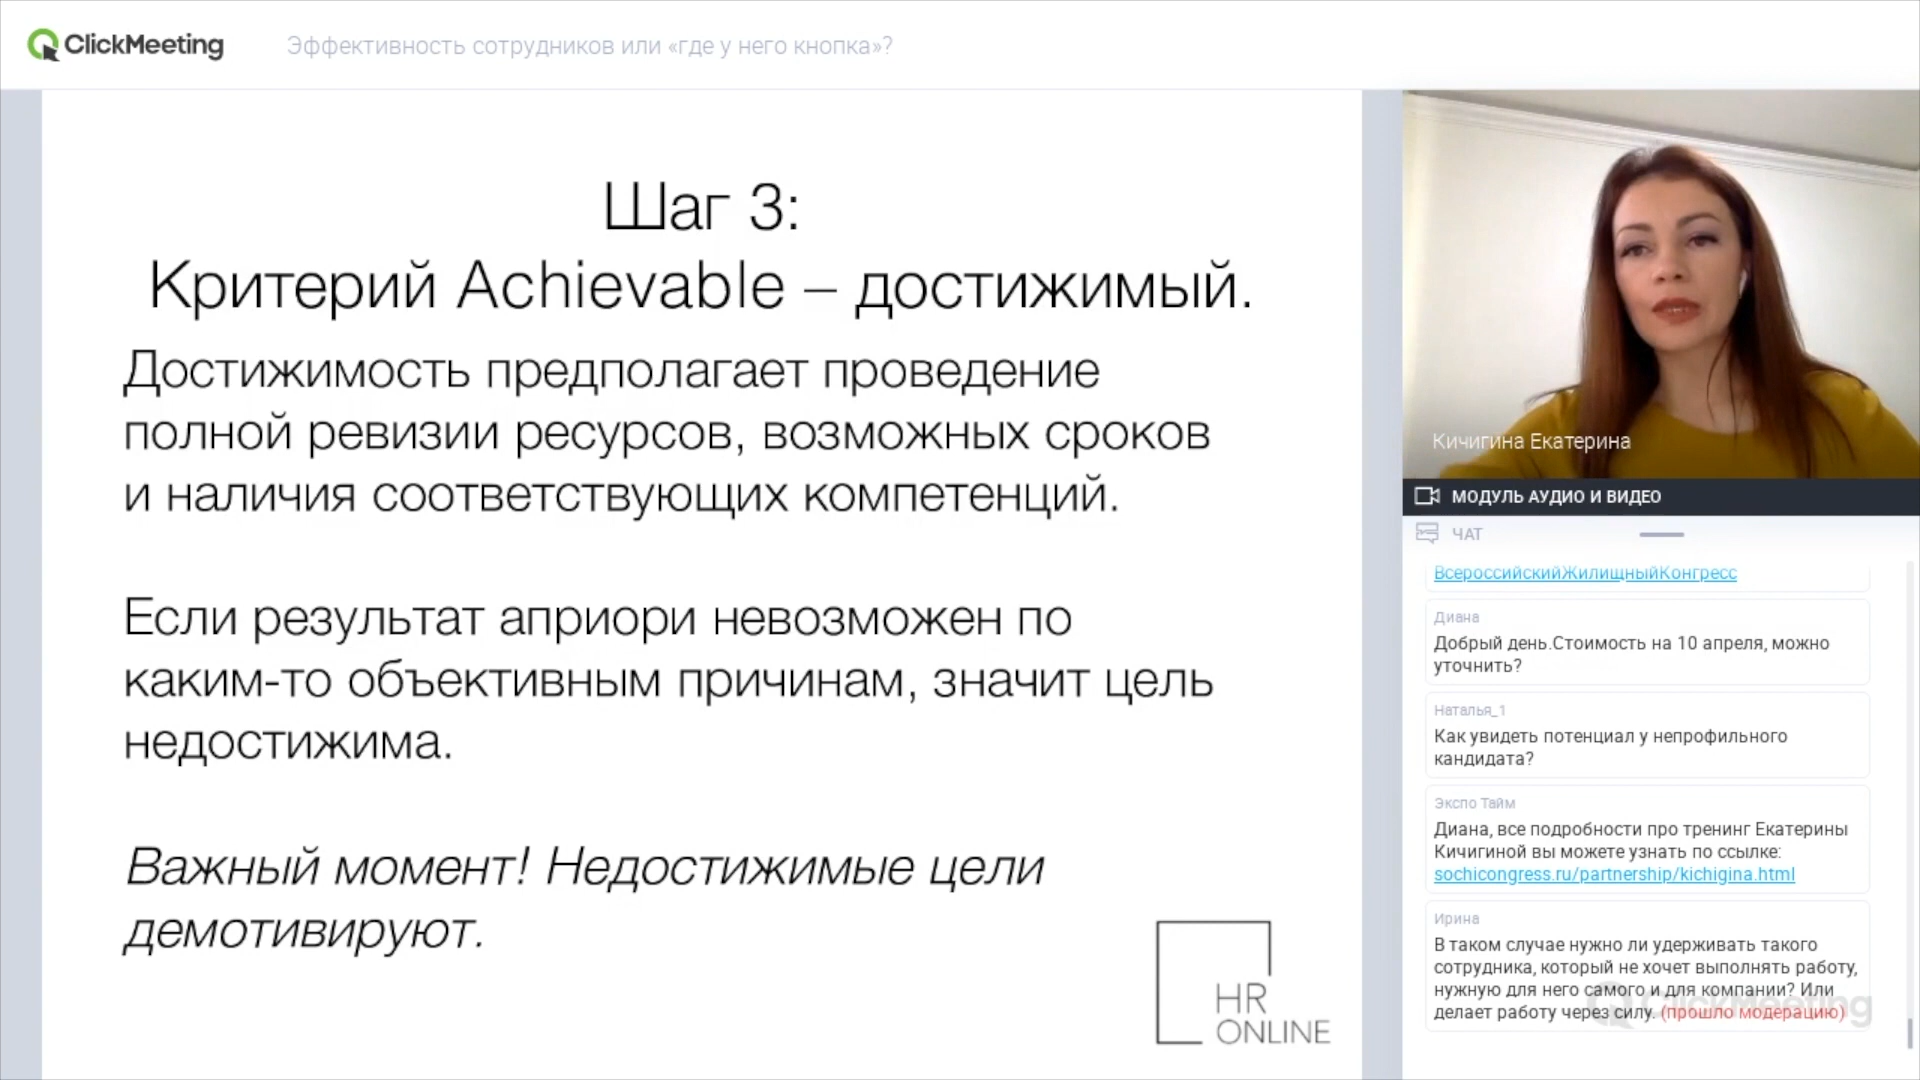 ClickMeeting
Эффективность сотрудников или «где у него кнопка»?
Шаг 3:
Критерий Achievable – достижимый.
Достижимость предполагает проведение
полной ревизии ресурсов, возможных сроков
и наличия соответствующих компетенций.
Если результат априори невозможен по
каким-то объективным причинам, значит цель
недостижима.
Важный момент! Недостижимые цели
демотивируют.
HR
ONLINE
Кичигина Екатерина
МОДУЛЬ АУДИО И ВИДЕО
ЧАТ
ВсероссийскийЖилищныйКонгресс
Диана
Добрый день.Стоимость на 10 апреля, можно
уточнить?
Наталья_1
Как увидеть потенциал у непрофильного
кандидата?
Экспо Тайм
Диана, все подробности про тренинг Екатерины
Кичигиной вы можете узнать по ссылке:
sochicongress.ru/partnership/kichigina.html
Ирина
В таком случае нужно ли удерживать такого
сотрудника, который не хочет выполнять работу,
нужную для него самого и для компании? Или
делает работу через силу. (прошло модерацию)
ClickMeeting